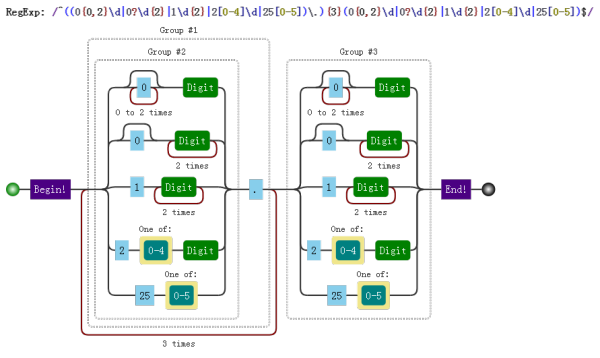 RegExp: /^((0{0,2}\d|0?\d{2}|1\d{2}|2[0-4]\d|25[0-5])\.){3}(0{0,2}\d|0?\d{2}|1\d{2}|2[0-4]\d|25[0-5])$/
Group #1
Group #2
Group #3
0 Digit
0 Digit
0 to 2 times
0 to 2 times
0 Digit
0 Digit
2 times
2 times
Begin!
1 Digit
.
1 Digit
End!
2 times
2 times
One of:
One of:
2 0-4 Digit
2 0-4 Digit
One of:
One of:
25 0-5
25 0-5
3 times